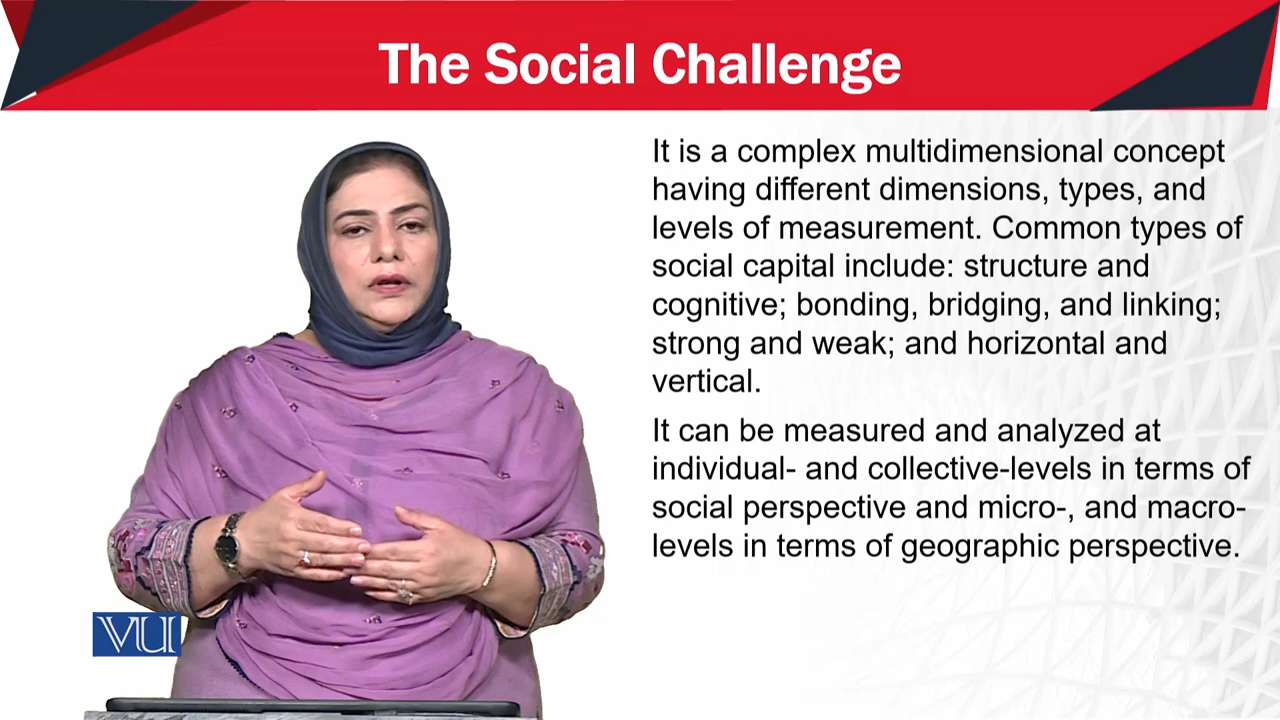 The Social Challenge
It is a complex multidimensional concept
having different dimensions, types, and
levels of measurement. Common types of
social capital include: structure and
cognitive; bonding, bridging, and linking;
strong and weak; and horizontal and
vertical.
It can be measured and analyzed at
individual- and collective-levels in terms of
social perspective and micro-, and macro-
levels in terms of geographic perspective.
VU